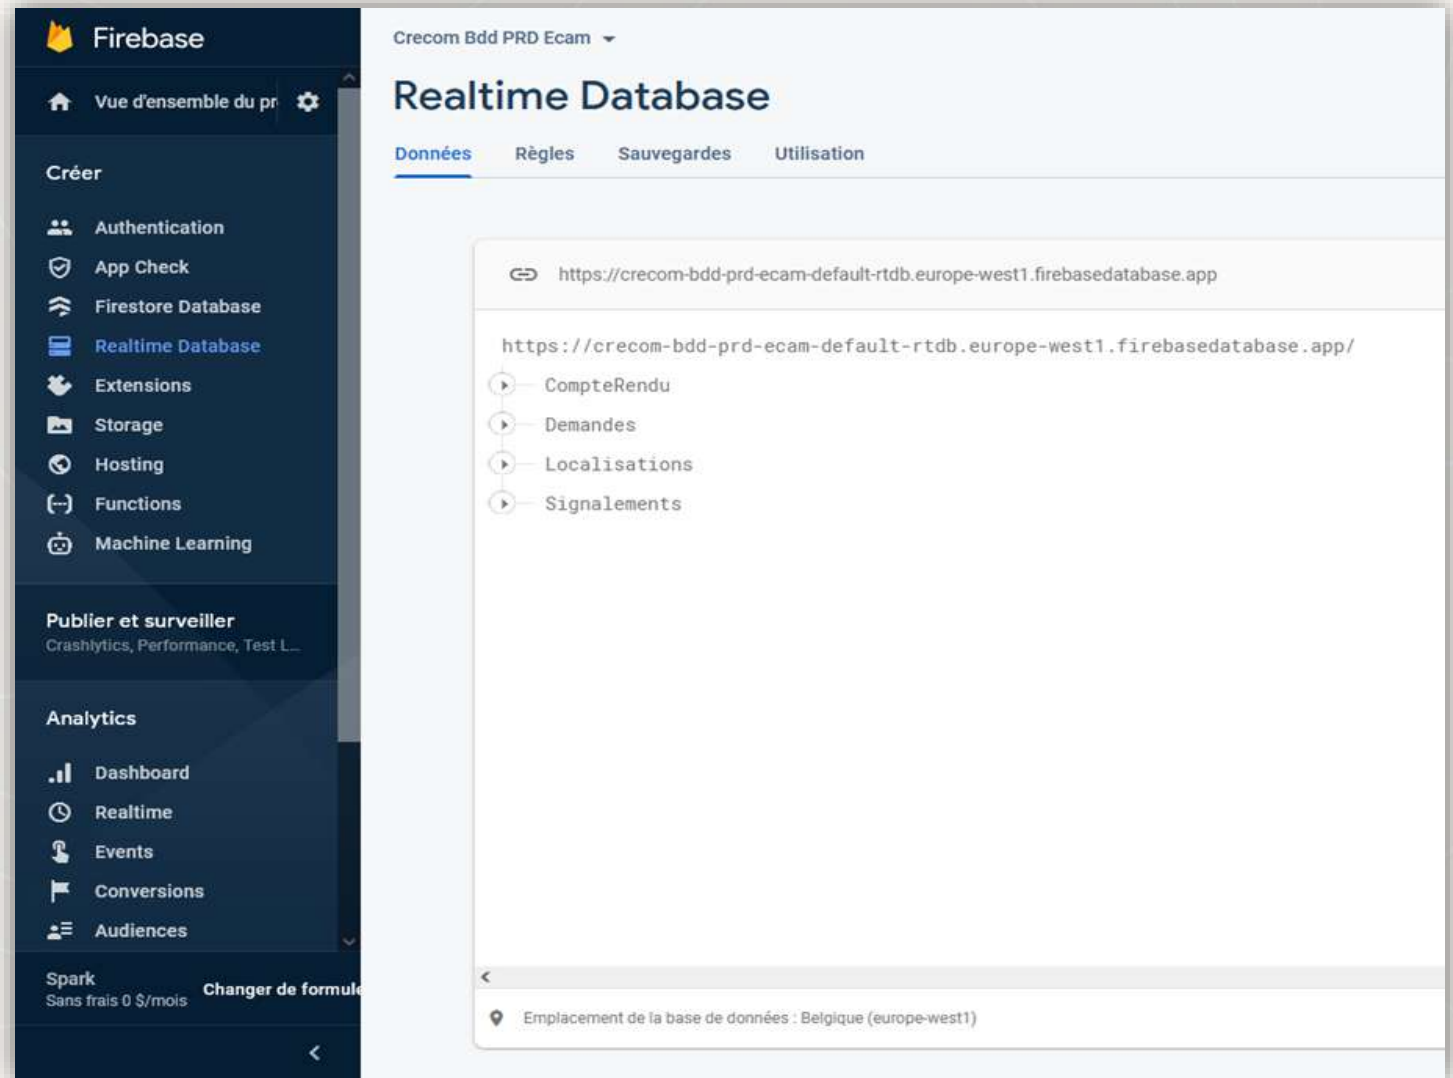 Firebase
Vue d'ensemble du pr
Créer
Authentication
App Check
Firestore Database
Realtime Database
Extensions
Storage
Hosting
Functions
Machine Learning
Publier et surveiller
Crashlytics, Performance, Test L...
Analytics
Dashboard
Realtime
Events
Conversions
Audiences
Spark
Sans frais 0 $/mois
Changer de formule
Crecom Bdd PRD Ecam
Realtime Database
Données Règles Sauvegardes Utilisation
https://crecom-bdd-prd-ecam-default-rtdb.europe-west1.firebasedatabase.app
https://crecom-bdd-prd-ecam-default-rtdb.europe-west1.firebasedatabase.app/
CompteRendu
Demandes
Localisations
Signalements
Emplacement de la base de données : Belgique (europe-west1)